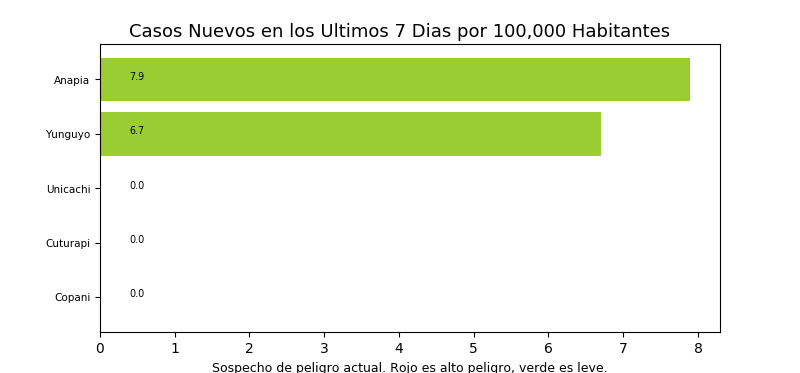 Casos Nuevos en los Ultimos 7 Dias por 100,000 Habitantes
Anapia 7.9
Yunguyo 6.7
Unicachi 0.0
Cuturapi 0.0
Copani 0.0
0 1 2 3 4 5 6 7 8
Sospecho de peligro actual. Rojo es alto peligro, verde es leve.